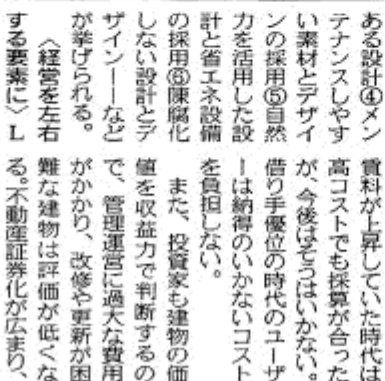 ある設計④メン
テナンスしやす
い素材とデザイ
ンの採用⑤自然
力を活用した設
計と省エネ設備
の採用⑥陳腐化
しない設計とデ
ザイン――など
が挙げられる。
〈経営を左右
する要素に〉L
賃料が上昇していた時代は
高コストでも採算が合った
が、今後はそうはいかない。
借り手優位の時代のユーザ
ーは納得のいかないコスト
を負担しない。
また、投資家も建物の価
値を収益力で判断するの
で、管理運営に過大な費用
がかかり、改修や更新が困
難な建物は評価が低くな
る。不動産証券化が広まり、